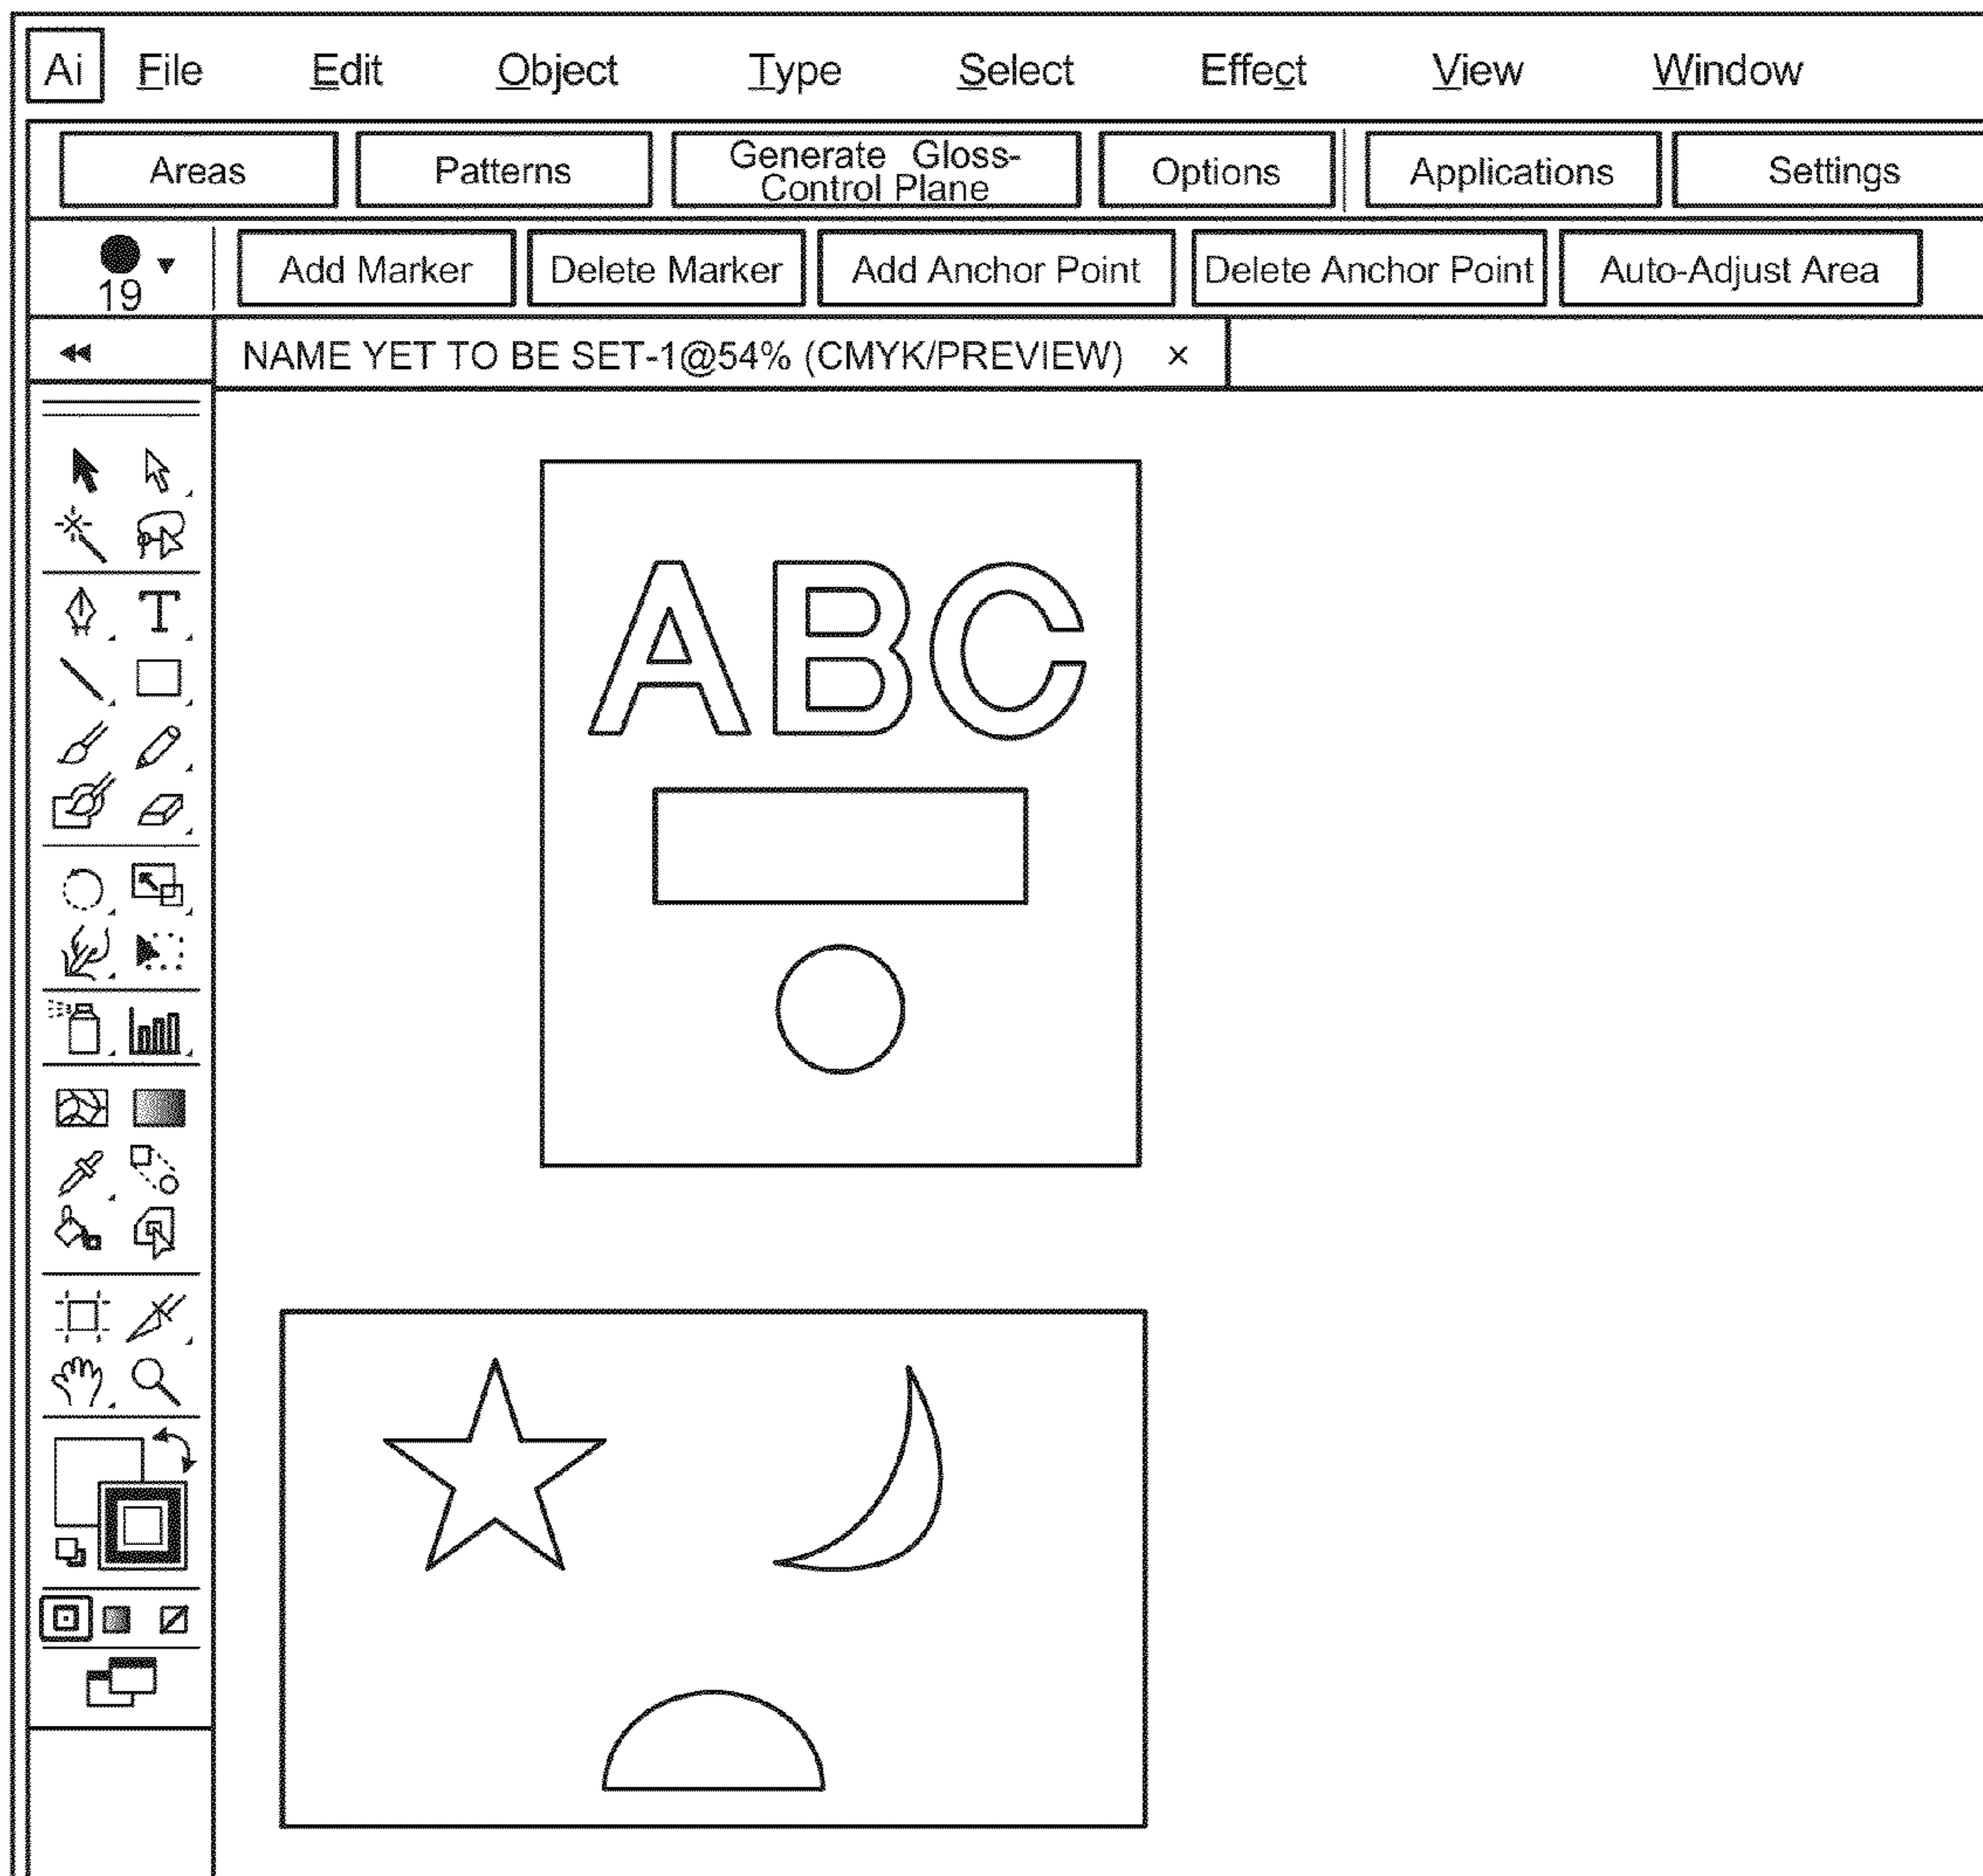 Ai File Edit Object Type Select Effect View Window
Areas Patterns Generate Gloss-
Control Plane Options Applications Settings
19 Add Marker Delete Marker Add Anchor Point Delete Anchor Point Auto-Adjust Area
NAME YET TO BE SET-1@54% (CMYK/PREVIEW) ×
T
ABC